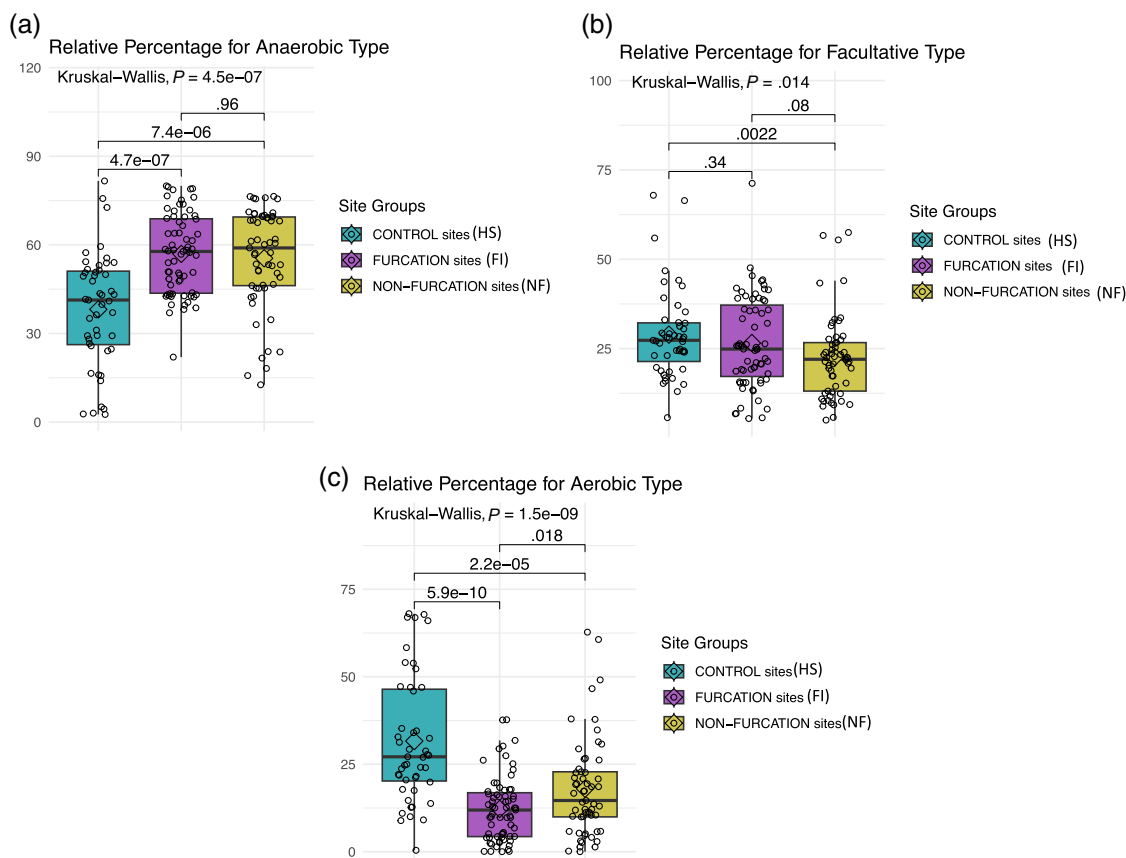 (a)
Relative Percentage for Anaerobic Type
120
Kruskal−Wallis, P = 4.5e−07
.96
7.4e−06
4.7e−07
90
60
30
0
Site Groups
CONTROL sites (HS)
FURCATION sites (FI)
NON−FURCATION sites (NF)
(b)
Relative Percentage for Facultative Type
100
Kruskal−Wallis, P = .014
.08
.0022
.34
75
50
25
Site Groups
CONTROL sites (HS)
FURCATION sites (FI)
NON−FURCATION sites (NF)
(c)
Relative Percentage for Aerobic Type
Kruskal−Wallis, P = 1.5e−09
.018
2.2e−05
5.9e−10
75
50
25
0
Site Groups
CONTROL sites (HS)
FURCATION sites (FI)
NON−FURCATION sites (NF)